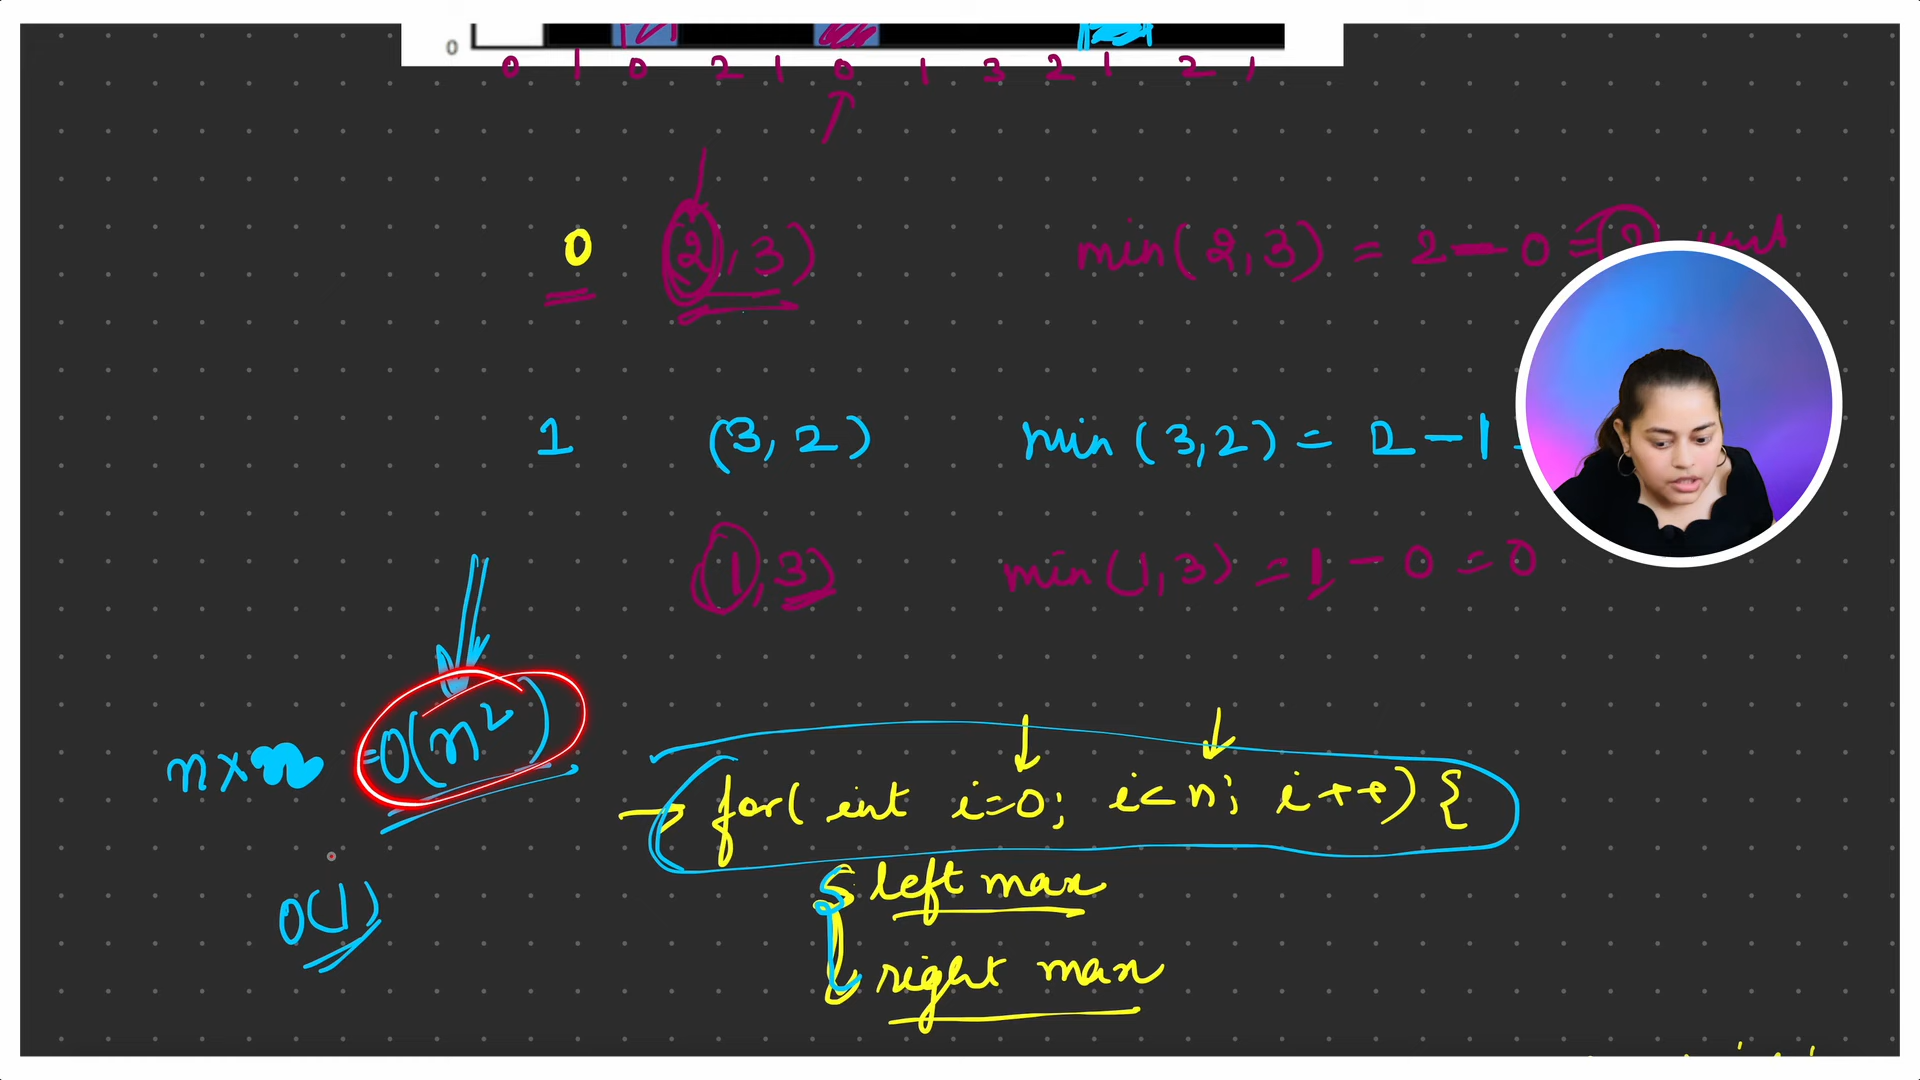 0
0 1 0 2 1 0 1 3 2 1 2 1
0 (2,3) min(2,3) = 2-0 =
1 (3,2) min (3,2) = 2-1
(1,3) min(1,3) = 1-0=0
n×n =O(n²)
for( int i=0; i<n; i++) {
left max
O(1)
right max